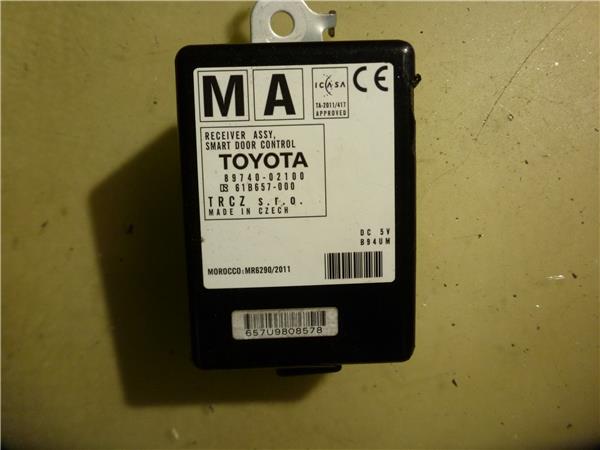 MA
ICASA
TA-2011/417
APPROVED
CE
RECEIVER ASSY,
SMART DOOR CONTROL
TOYOTA
89740-02100
61B657-000
TRCZ s.r.o.
MADE IN CZECH
DC 5V
B94UM
MOROCCO:MR6290/2011
657U9808578